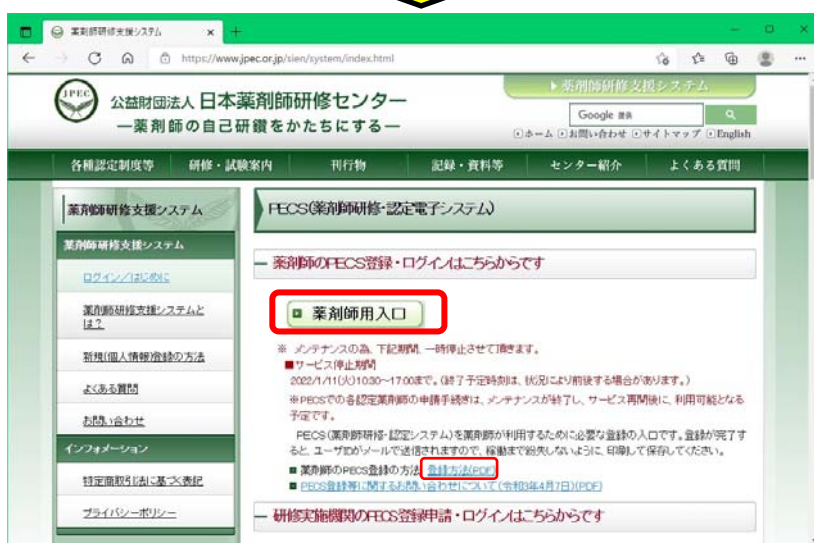 薬剤師研修支援システム
https://www.jpec.or.jp/sien/system/index.html
JPEC
公益財団法人 日本薬剤師研修センター
―薬剤師の自己研鑽をかたちにする―
薬剤師研修支援システム
Google 提供
ホーム お問い合わせ サイトマップ English
各種認定制度等 研修・試験案内 刊行物 記録・資料等 センター紹介 よくある質問
薬剤師研修支援システム
薬剤師研修支援システム
ログイン／はじめに
薬剤師研修支援システムと
は？
新規(個人情報)登録の方法
よくある質問
お問い合わせ
インフォメーション
特定商取引法に基づく表記
プライバシーポリシー
PECS(薬剤師研修・認定電子システム)
薬剤師のPECS登録・ログインはこちらからです
薬剤師用入口
※ メンテナンスの為、下記期間、一時停止させて頂きます。
■サービス停止期間
2022/1/11(火)10:30～17:00まで。(終了予定時刻は、状況により前後する場合があります。)
※PECSでの各認定薬剤師の申請手続きは、メンテナンスが終了し、サービス再開後に、利用可能となる
予定です。
PECS(薬剤師研修・認定システム)を薬剤師が利用するために必要な登録の入口です。登録が完了す
ると、ユーザIDがメールで送信されますので、稼働まで紛失しないように、印刷して保存してください。
■ 薬剤師のPECS登録の方法 登録方法(PDF)
■ PECS登録等に関するお問い合わせについて(令和3年4月7日)(PDF)
研修実施機関のPECS登録申請・ログインはこちらからです